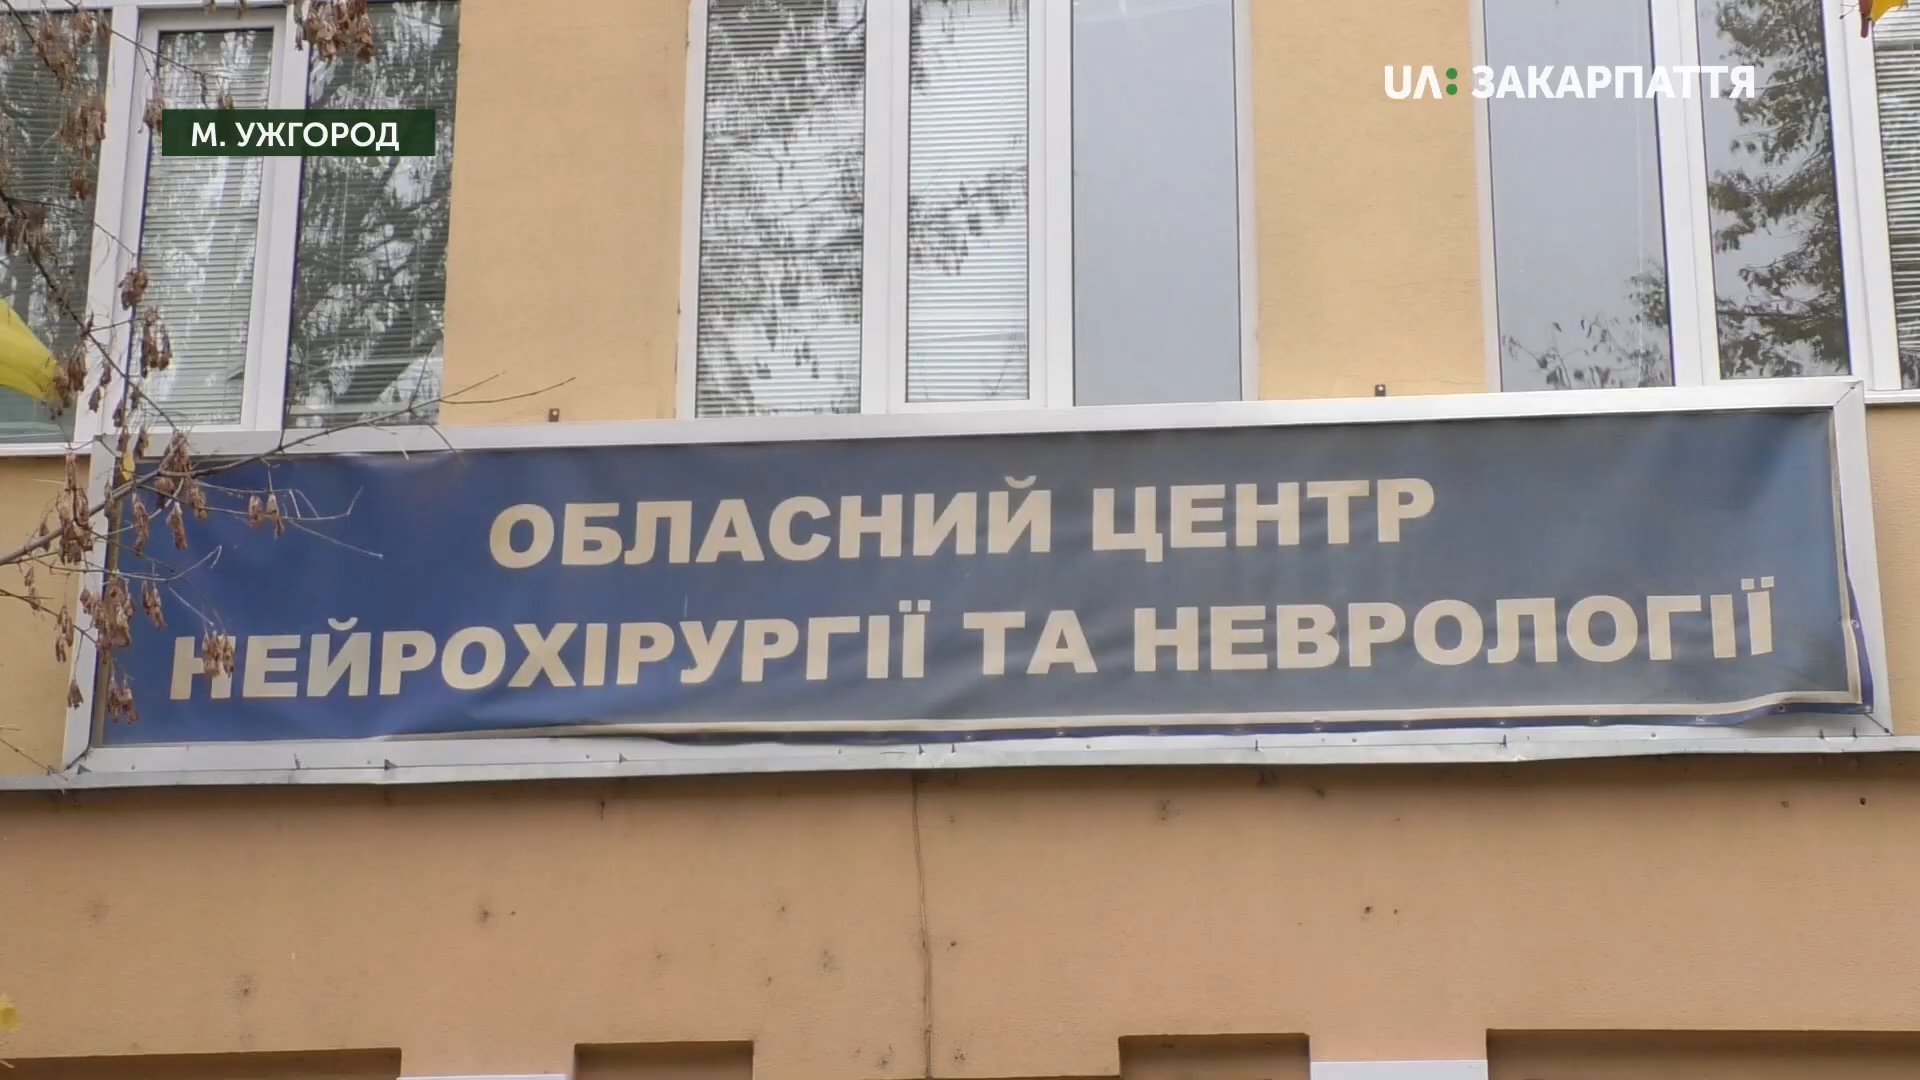 UA: ЗАКАРПАТТЯ
М. УЖГОРОД
ОБЛАСНИЙ ЦЕНТР
НЕЙРОХІРУРГІЇ ТА НЕВРОЛОГІЇ